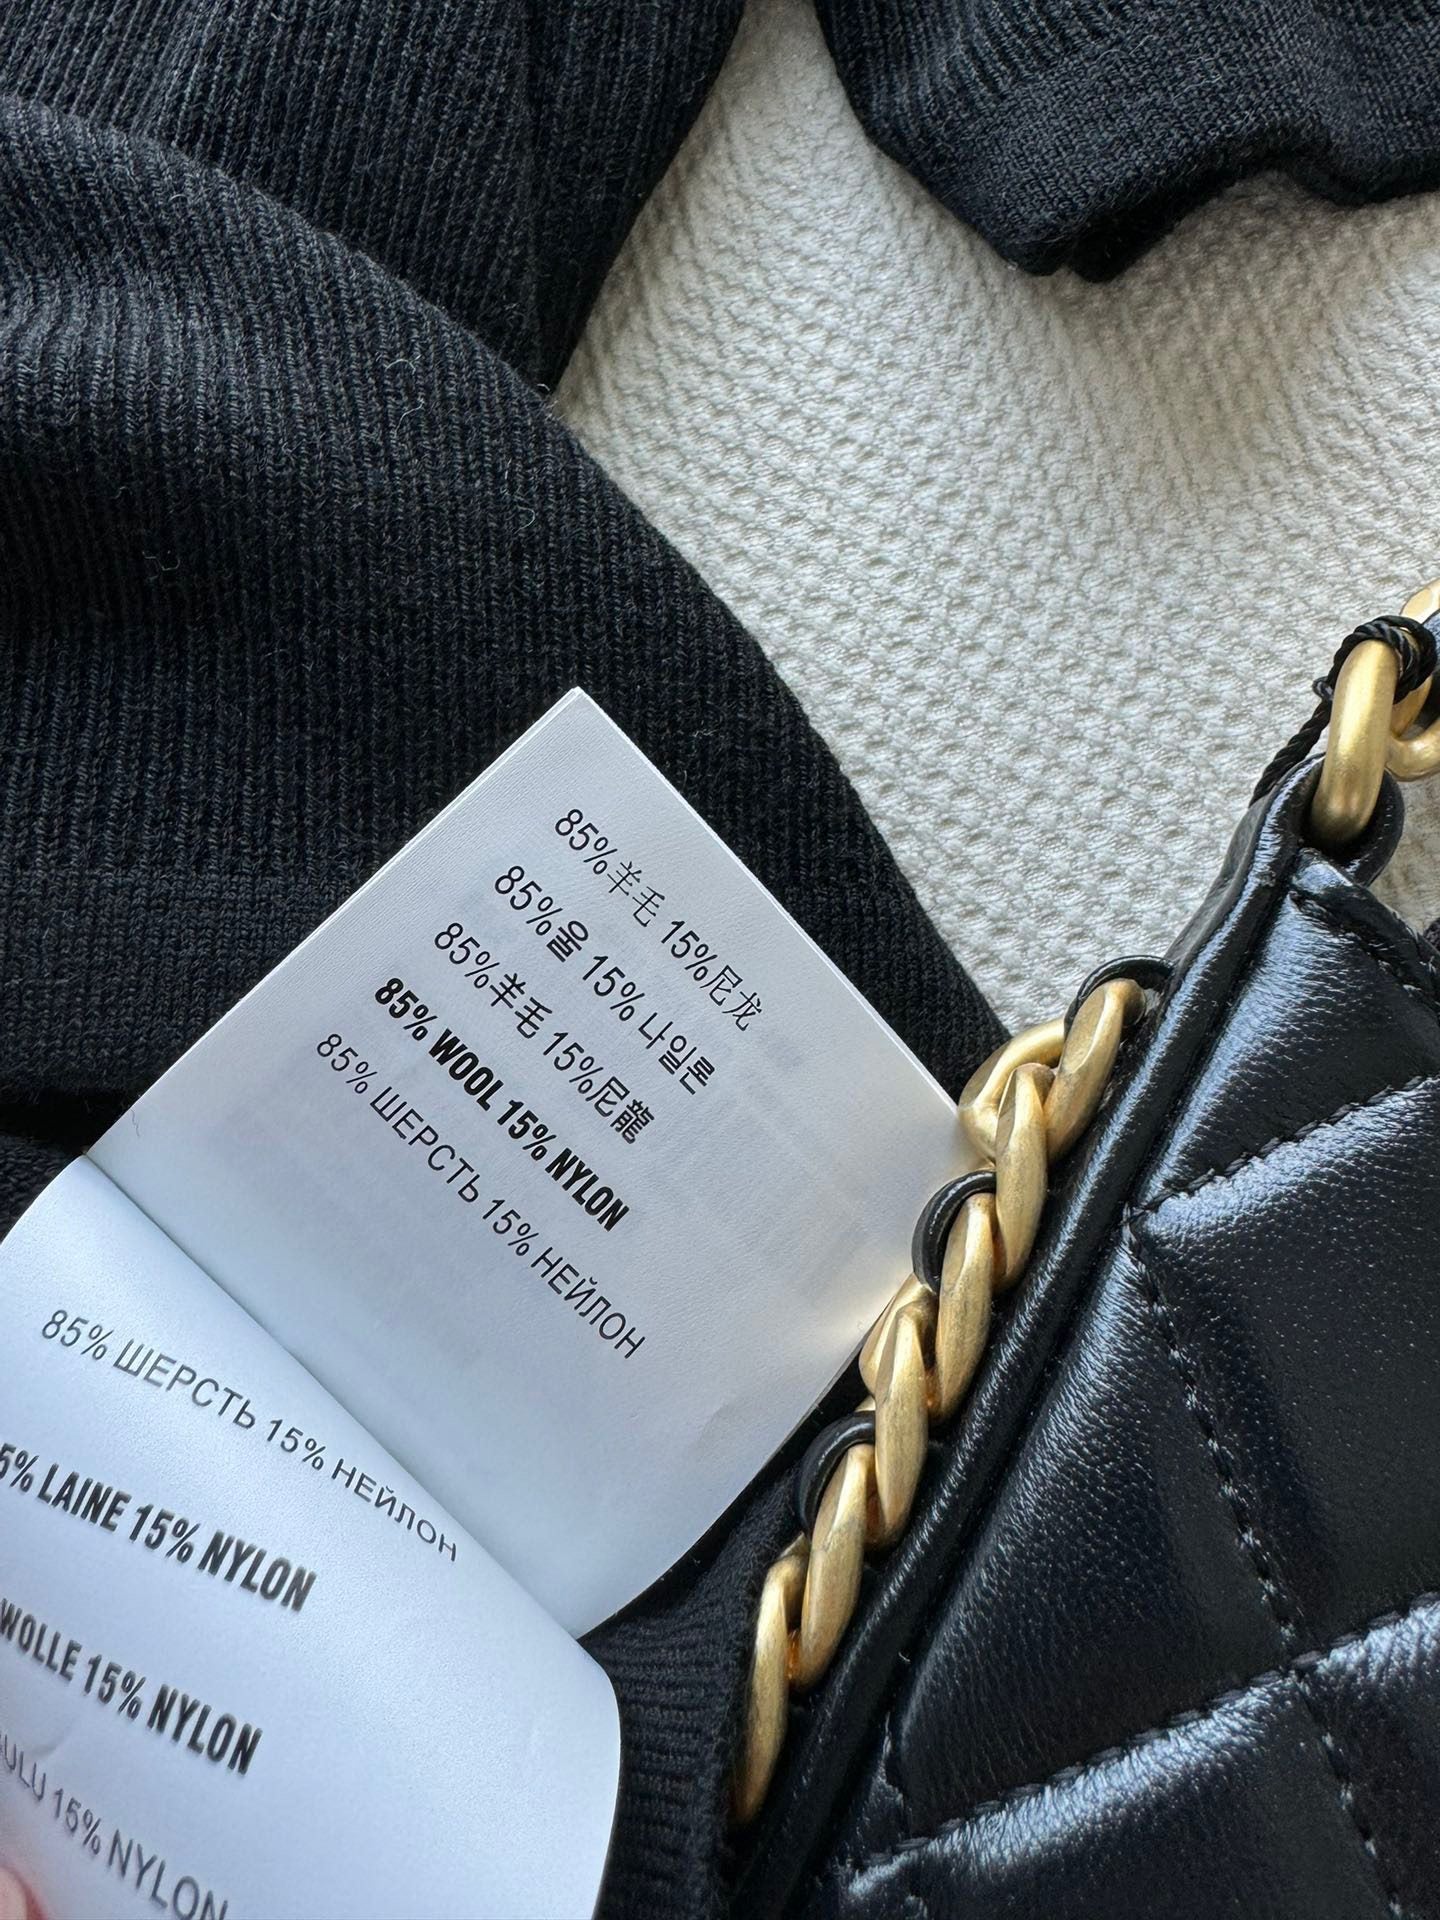 85%羊毛 15%尼龙
85%울 15% 나일론
85%羊毛 15%尼龍
85% WOOL 15% NYLON
85% ШЕРСТЬ 15% НЕЙЛОН
85% ШЕРСТЬ 15% НЕЙЛОН
5% LAINE 15% NYLON
WOLLE 15% NYLON
15% NYLON